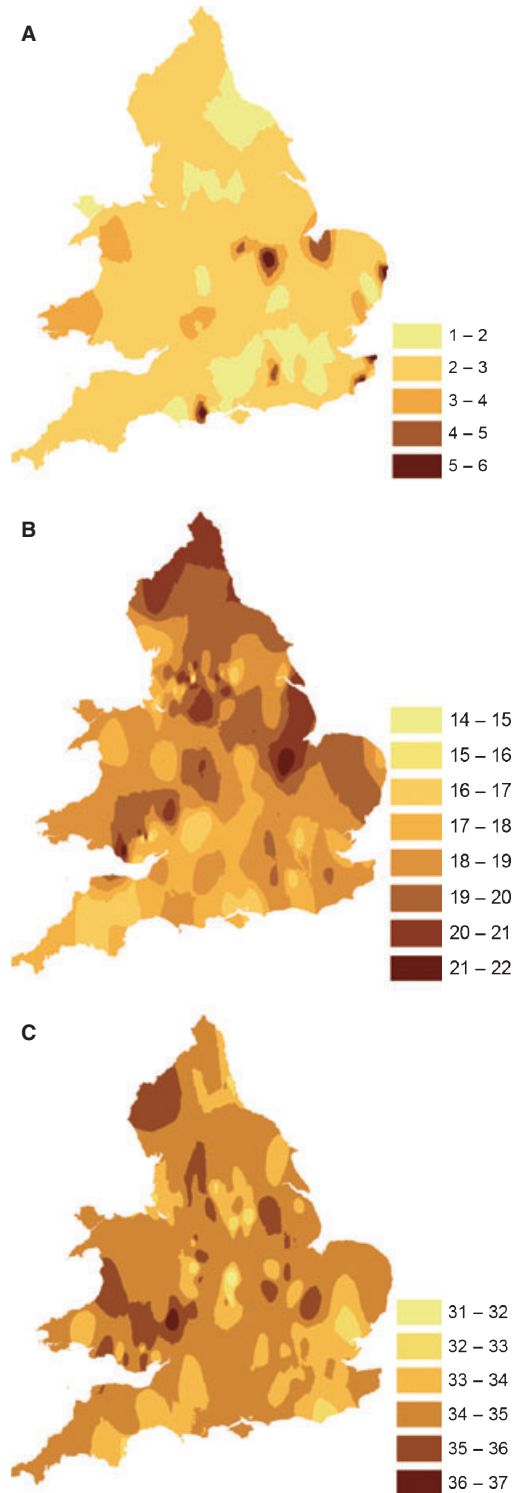 A
1 – 2
2 – 3
3 – 4
4 – 5
5 – 6
B
14 – 15
15 – 16
16 – 17
17 – 18
18 – 19
19 – 20
20 – 21
21 – 22
C
31 – 32
32 – 33
33 – 34
34 – 35
35 – 36
36 – 37